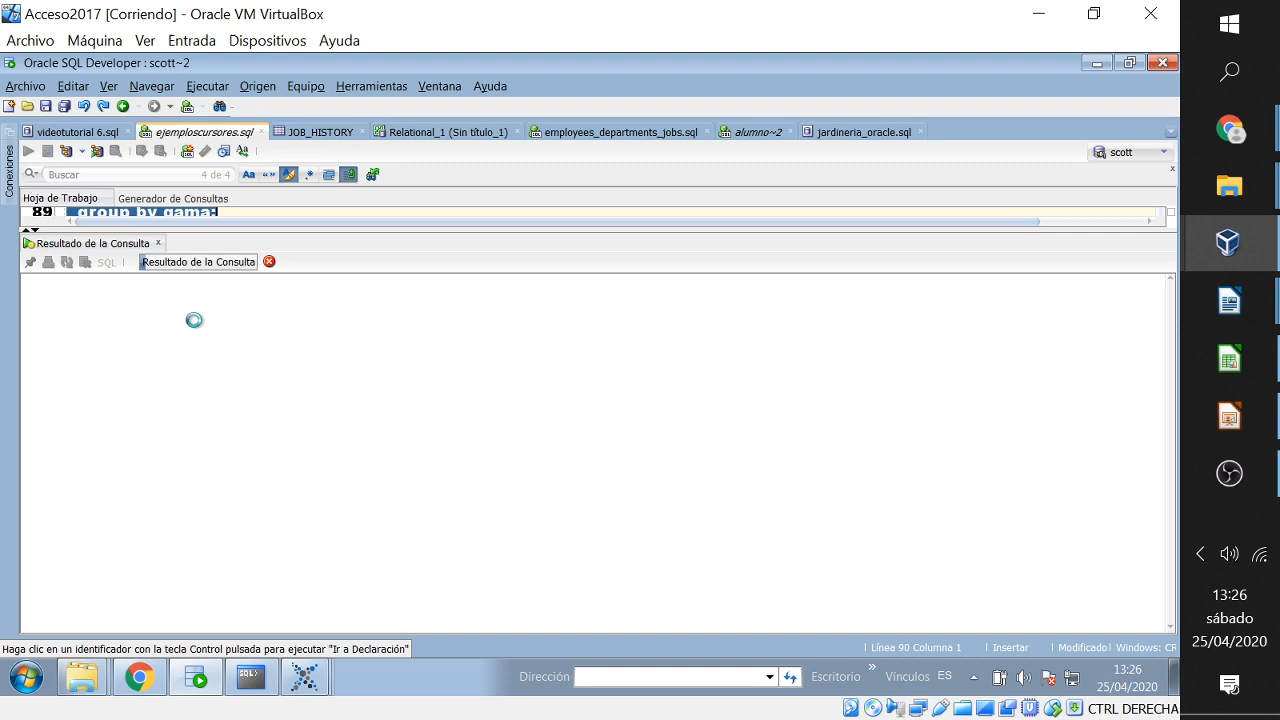 Acceso2017 [Corriendo] - Oracle VM VirtualBox
Archivo Máquina Ver Entrada Dispositivos Ayuda
Oracle SQL Developer : scott~2
Archivo Editar Ver Navegar Ejecutar Origen Equipo Herramientas Ventana Ayuda
videotutorial 6.sql ejemploscursores.sql JOB_HISTORY Relational_1 (Sin título_1) employees_departments_jobs.sql alumno~2 jardineria_oracle.sql
scott
Buscar 4 de 4 Aa
Conexiones
Hoja de Trabajo Generador de Consultas
89 group by gama;
Resultado de la Consulta x
SQL Resultado de la Consulta
Haga clic en un identificador con la tecla Control pulsada para ejecutar "Ir a Declaración"
Línea 90 Columna 1 Insertar Modificado Windows: CR
Dirección Escritorio » Vínculos ES 13:26
25/04/2020
CTRL DERECHA
13:26
sábado
25/04/2020